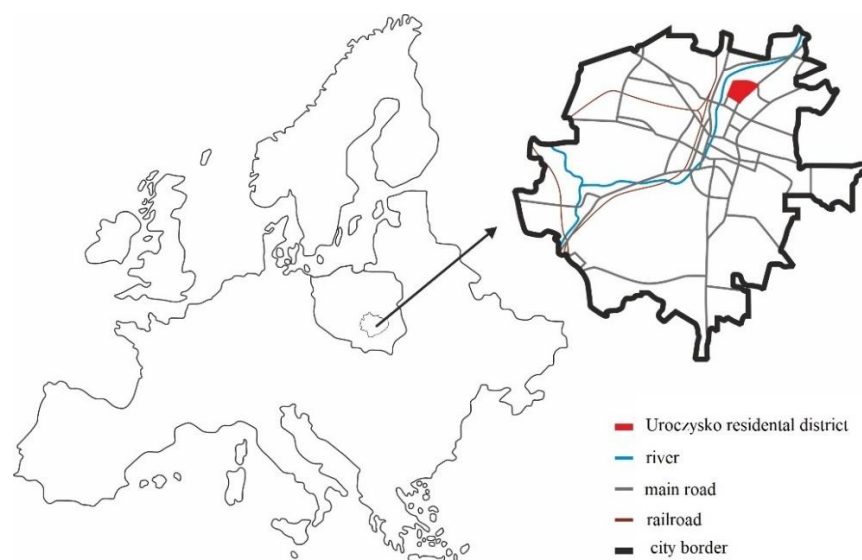 Uroczysko residental district
river
main road
railroad
city border